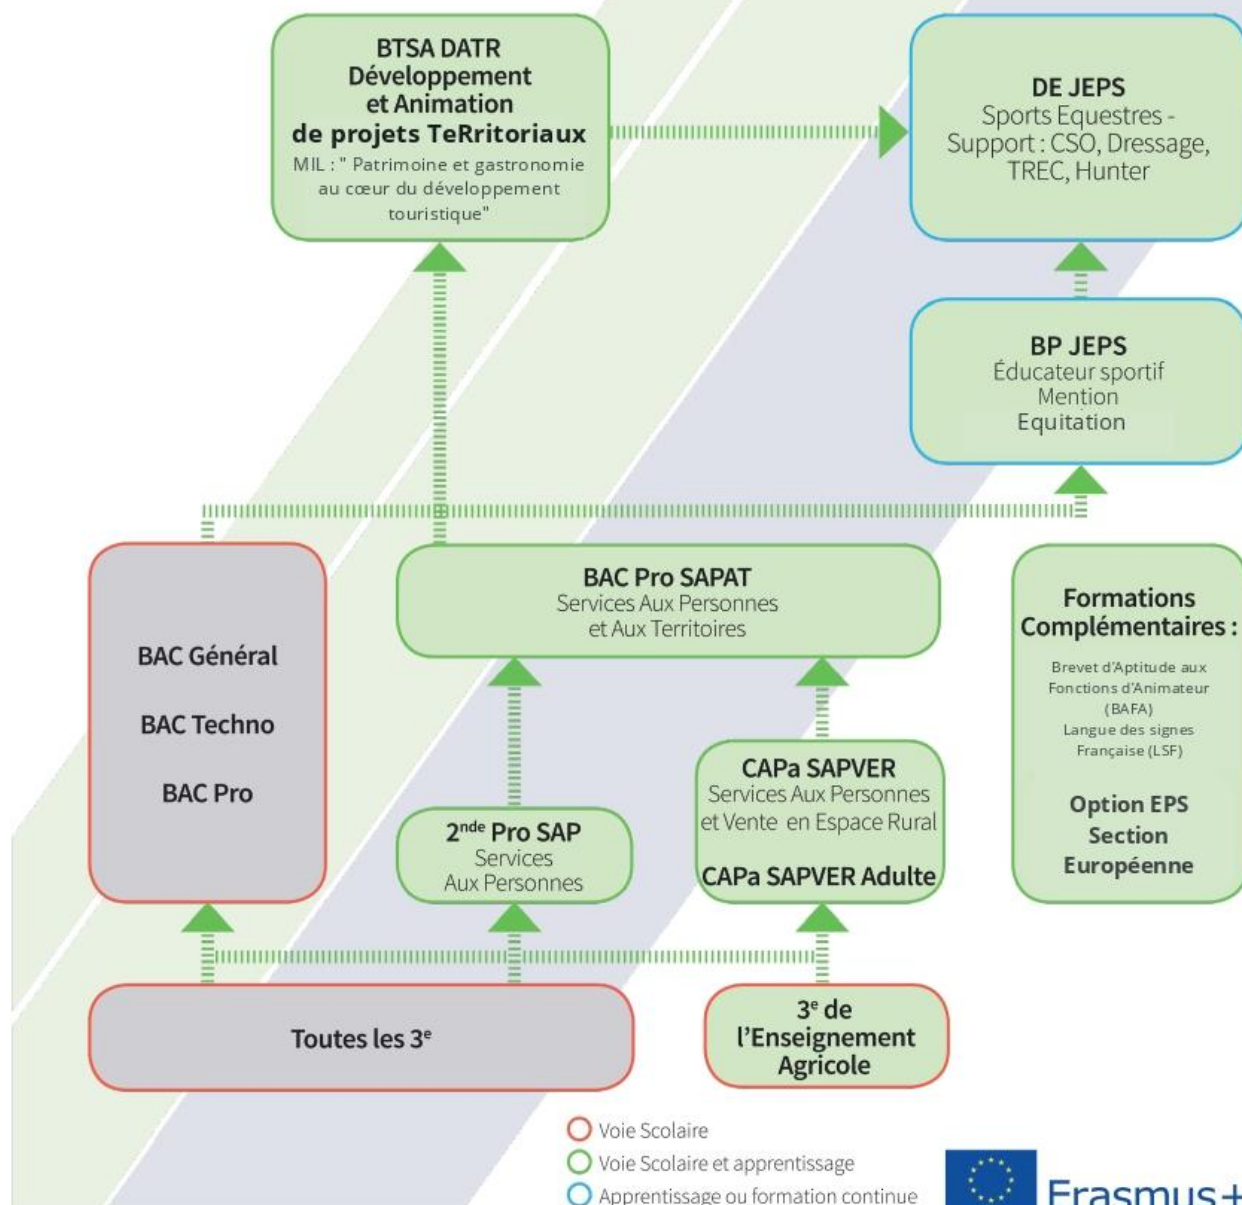 BTSA DATR
Développement
et Animation
de projets TeRritoriaux
MIL : " Patrimoine et gastronomie
au cœur du développement
touristique"
DE JEPS
Sports Equestres -
Support : CSO, Dressage,
TREC, Hunter
BP JEPS
Éducateur sportif
Mention
Equitation
BAC Général
BAC Techno
BAC Pro
BAC Pro SAPAT
Services Aux Personnes
et Aux Territoires
Formations
Complémentaires :
Brevet d'Aptitude aux
Fonctions d'Animateur
(BAFA)
Langue des signes
Française (LSF)
Option EPS
Section
Européenne
2nde Pro SAP
Services
Aux Personnes
CAPa SAPVER
Services Aux Personnes
et Vente en Espace Rural
CAPa SAPVER Adulte
Toutes les 3e
3e de
l'Enseignement
Agricole
Voie Scolaire
Voie Scolaire et apprentissage
Apprentissage ou formation continue
Erasmus+